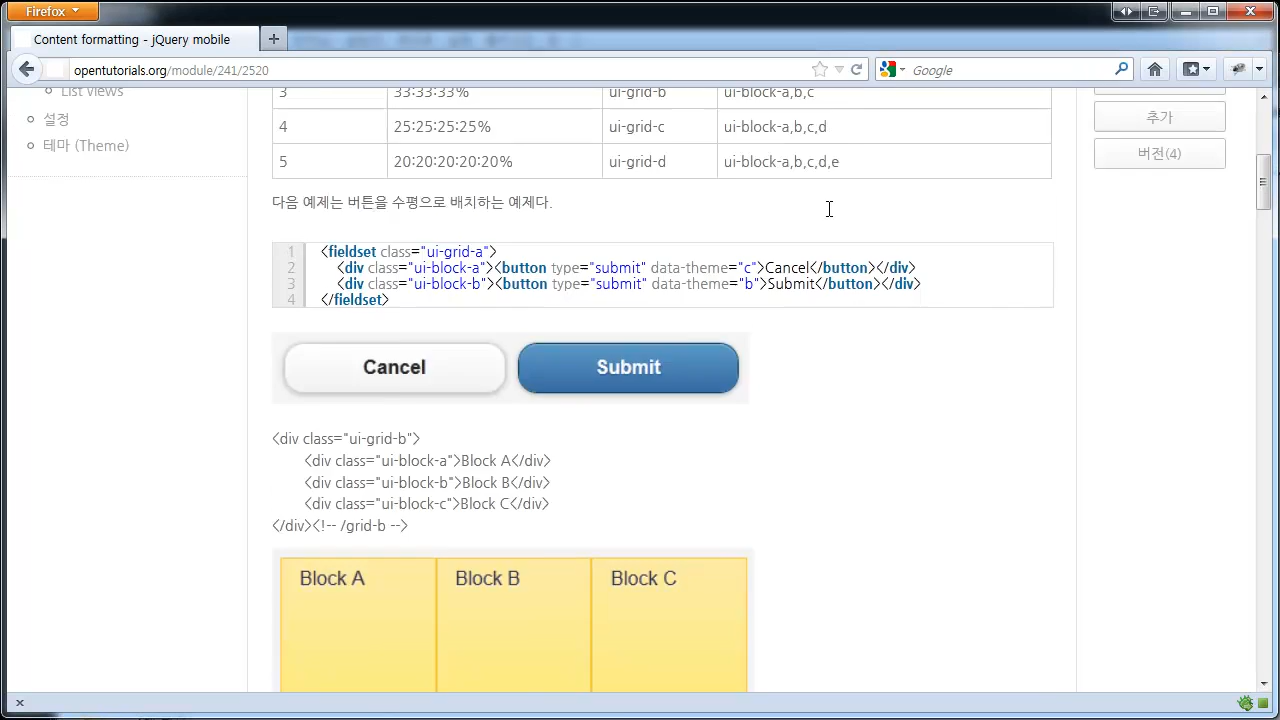 Firefox
Content formatting - jQuery mobile
opentutorials.org/module/241/2520
Google
List Views
설정
테마 (Theme)
추가
버전(4)
3 33:33:33% ui-grid-b ui-block-a,b,c
4 25:25:25:25% ui-grid-c ui-block-a,b,c,d
5 20:20:20:20:20% ui-grid-d ui-block-a,b,c,d,e
다음 예제는 버튼을 수평으로 배치하는 예제다.
1 <fieldset class="ui-grid-a">
2 <div class="ui-block-a"><button type="submit" data-theme="c">Cancel</button></div>
3 <div class="ui-block-b"><button type="submit" data-theme="b">Submit</button></div>
4 </fieldset>
Cancel Submit
<div class="ui-grid-b">
<div class="ui-block-a">Block A</div>
<div class="ui-block-b">Block B</div>
<div class="ui-block-c">Block C</div>
</div><!-- /grid-b -->
Block A Block B Block C